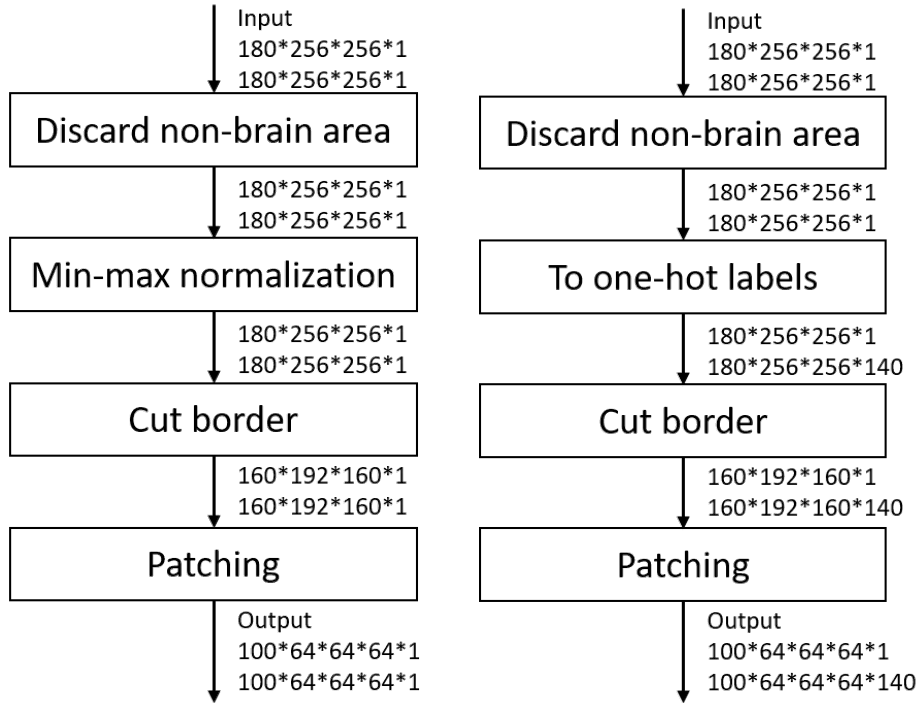 Input
180*256*256*1
180*256*256*1
Discard non-brain area
180*256*256*1
180*256*256*1
Min-max normalization
180*256*256*1
180*256*256*1
Cut border
160*192*160*1
160*192*160*1
Patching
Output
100*64*64*64*1
100*64*64*64*1
Input
180*256*256*1
180*256*256*1
Discard non-brain area
180*256*256*1
180*256*256*1
To one-hot labels
180*256*256*1
180*256*256*140
Cut border
160*192*160*1
160*192*160*140
Patching
Output
100*64*64*64*1
100*64*64*64*140